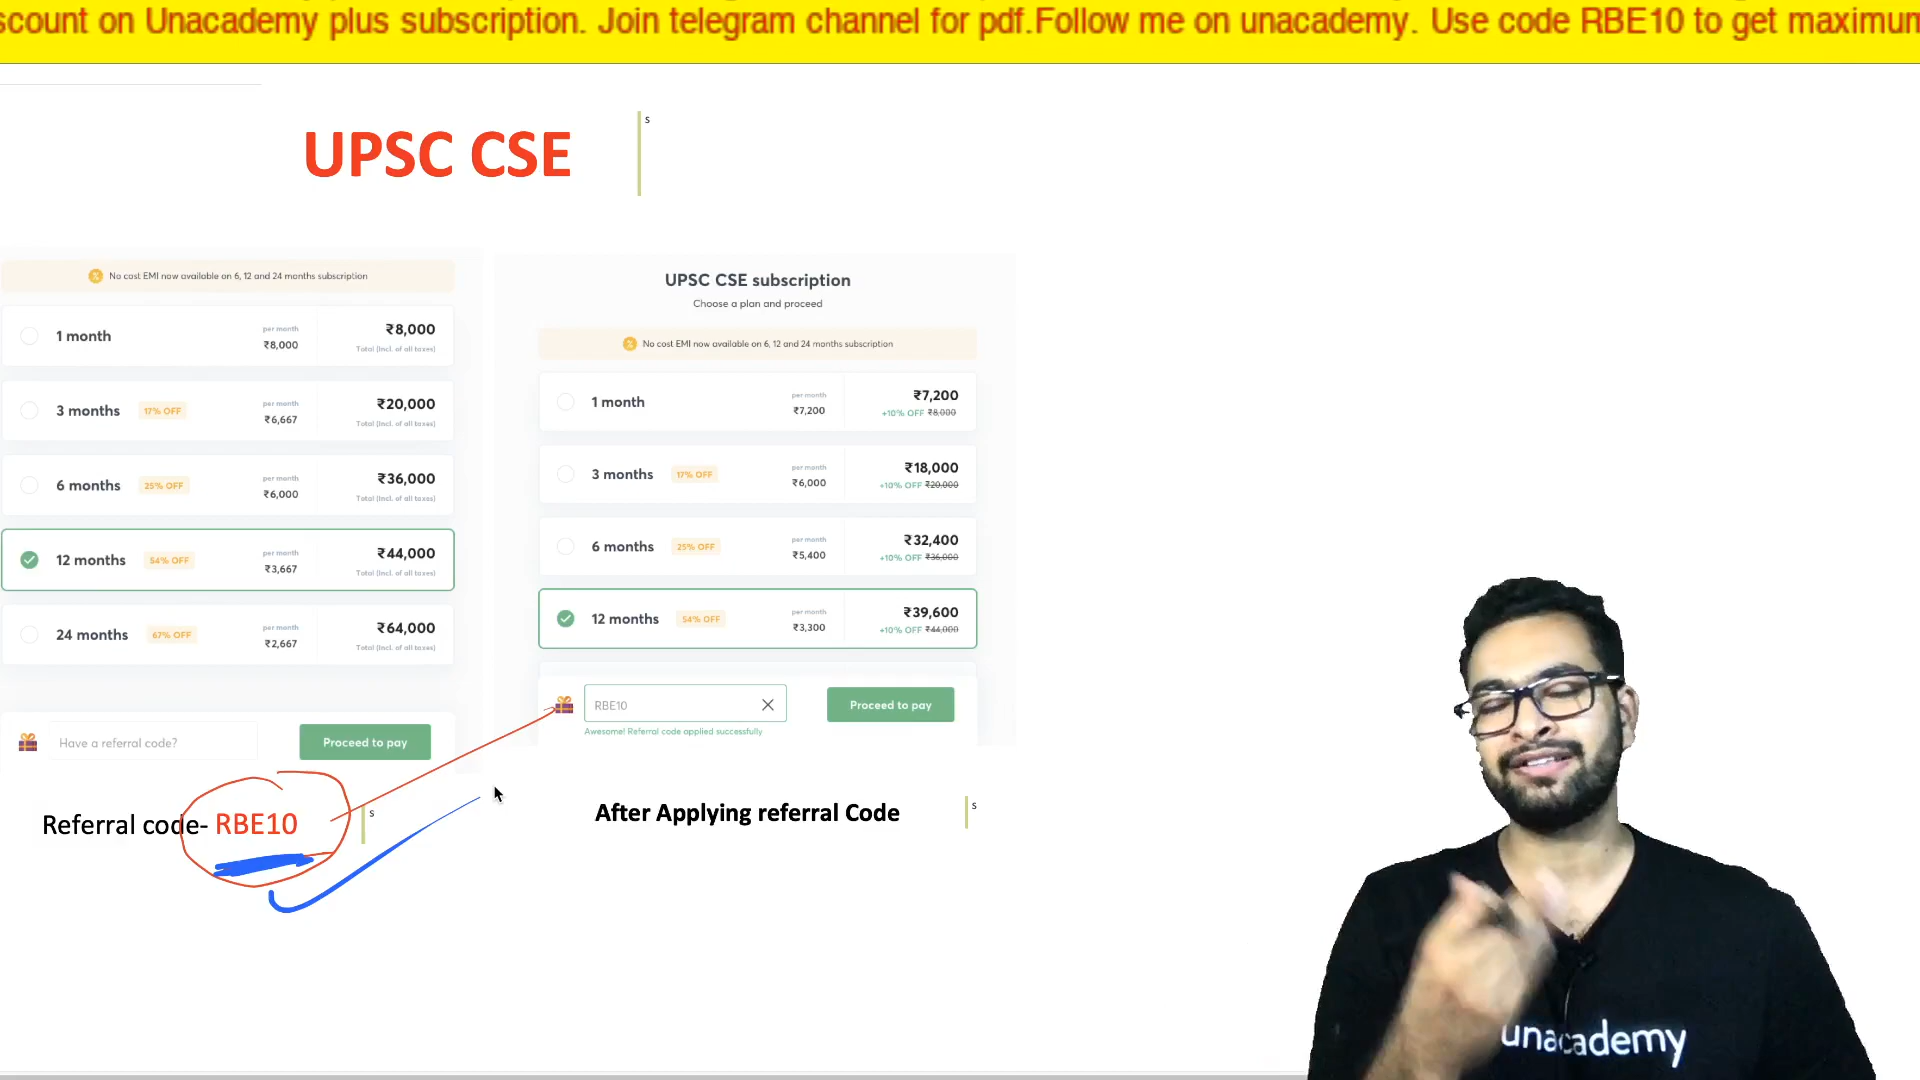 scount on Unacademy plus subscription. Join telegram channel for pdf.Follow me on unacademy. Use code RBE10 to get maximum
UPSC CSE
s
No cost EMI now available on 6, 12 and 24 months subscription
1 month
per month
₹8,000
₹8,000
Total (Incl. of all taxes)
3 months
17% OFF
per month
₹6,667
₹20,000
Total (Incl. of all taxes)
6 months
25% OFF
per month
₹6,000
₹36,000
Total (Incl. of all taxes)
12 months
54% OFF
per month
₹3,667
₹44,000
Total (Incl. of all taxes)
24 months
67% OFF
per month
₹2,667
₹64,000
Total (Incl. of all taxes)
Have a referral code?
Proceed to pay
Referral code- RBE10
s
UPSC CSE subscription
Choose a plan and proceed
No cost EMI now available on 6, 12 and 24 months subscription
1 month
per month
₹7,200
₹7,200
+10% OFF ₹8,000
3 months
17% OFF
per month
₹6,000
₹18,000
+10% OFF ₹20,000
6 months
25% OFF
per month
₹5,400
₹32,400
+10% OFF ₹36,000
12 months
54% OFF
per month
₹3,300
₹39,600
+10% OFF ₹44,000
RBE10
Proceed to pay
Awesome! Referral code applied successfully
After Applying referral Code
s
unacademy